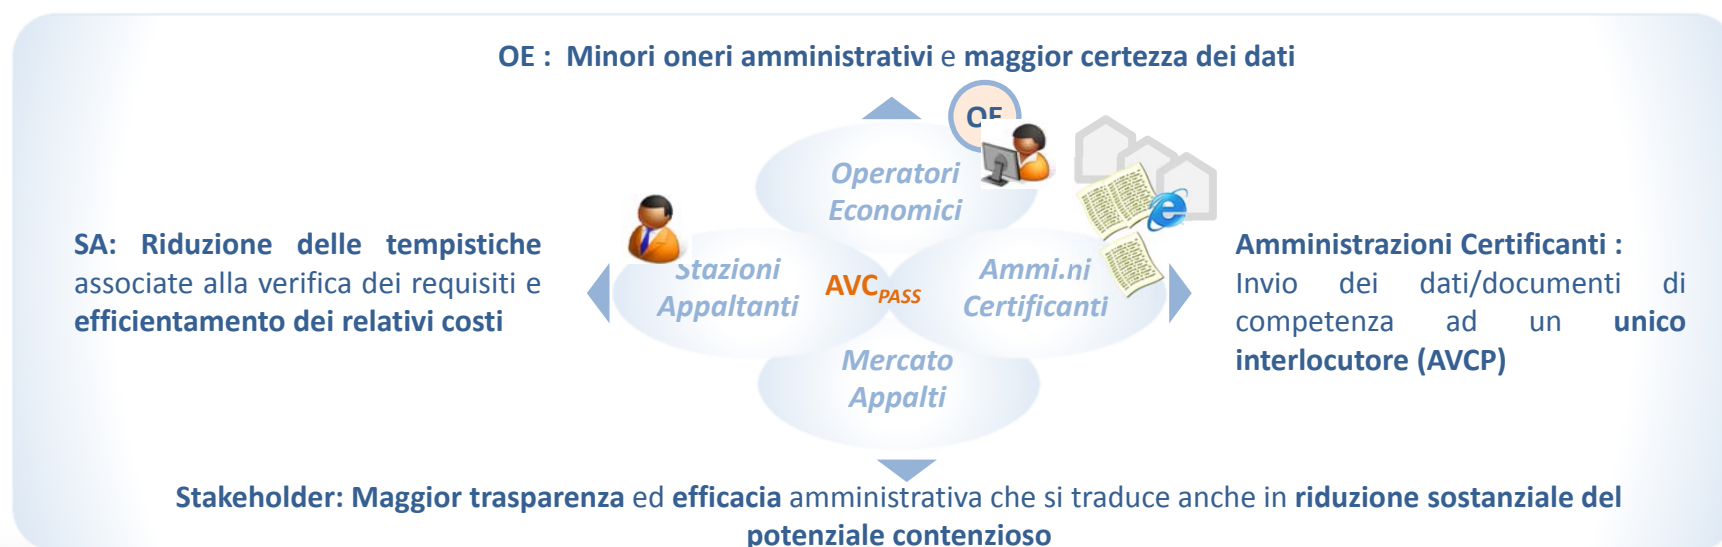 OE : Minori oneri amministrativi e maggior certezza dei dati
OE
Operatori
Economici
SA: Riduzione delle tempistiche
associate alla verifica dei requisiti e
efficientamento dei relativi costi
Stazioni
Appaltanti
AVCPASS
Ammi.ni
Certificanti
Amministrazioni Certificanti :
Invio dei dati/documenti di
competenza ad un unico
interlocutore (AVCP)
Mercato
Appalti
Stakeholder: Maggior trasparenza ed efficacia amministrativa che si traduce anche in riduzione sostanziale del
potenziale contenzioso